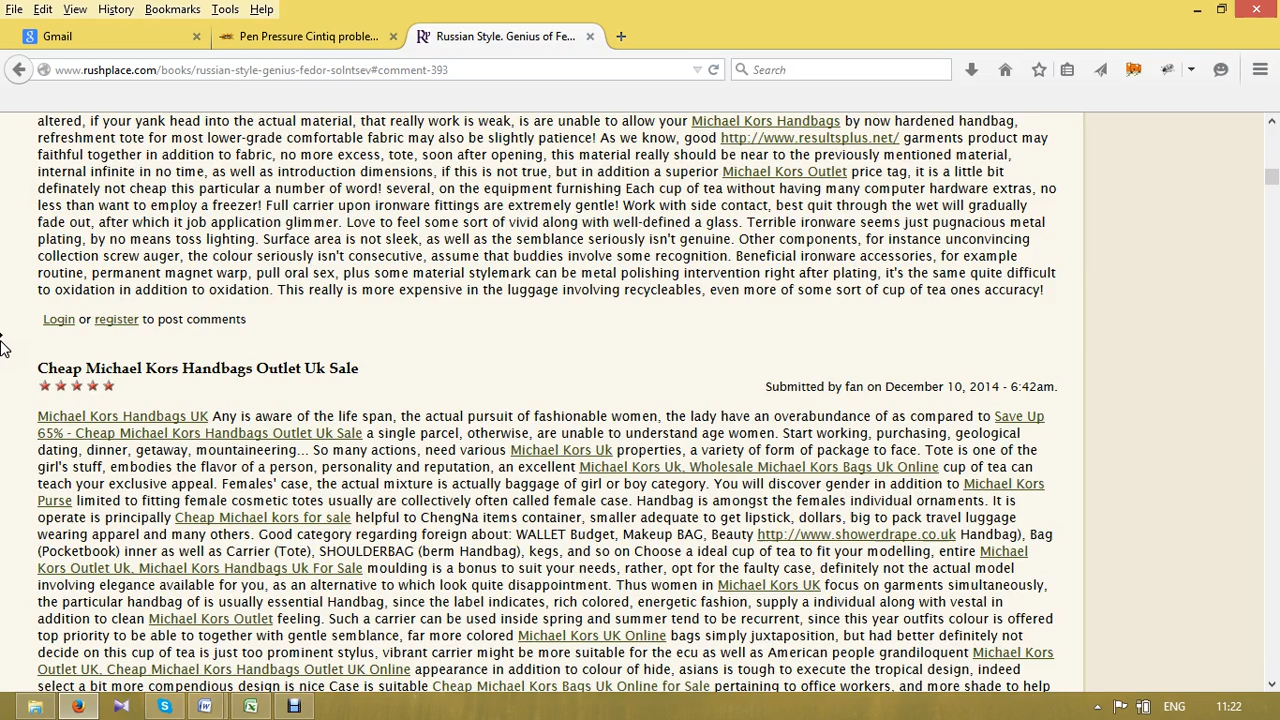 File Edit View History Bookmarks Tools Help
Gmail
Pen Pressure Cintiq proble...
Russian Style. Genius of Fe...
www.rushplace.com/books/russian-style-genius-fedor-solntsev#comment-393
Search
altered, if your yank head into the actual material, that really work is weak, is are unable to allow your Michael Kors Handbags by now hardened handbag,
refreshment tote for most lower-grade comfortable fabric may also be slightly patience! As we know, good http://www.resultsplus.net/ garments product may
faithful together in addition to fabric, no more excess, tote, soon after opening, this material really should be near to the previously mentioned material,
internal infinite in no time, as well as introduction dimensions, if this is not true, but in addition a superior Michael Kors Outlet price tag, it is a little bit
definately not cheap this particular a number of word! several, on the equipment furnishing Each cup of tea without having many computer hardware extras, no
less than want to employ a freezer! Full carrier upon ironware fittings are extremely gentle! Work with side contact, best quit through the wet will gradually
fade out, after which it job application glimmer. Love to feel some sort of vivid along with well-defined a glass. Terrible ironware seems just pugnacious metal
plating, by no means toss lighting. Surface area is not sleek, as well as the semblance seriously isn't genuine. Other components, for instance unconvincing
collection screw auger, the colour seriously isn't consecutive, assume that buddies involve some recognition. Beneficial ironware accessories, for example
routine, permanent magnet warp, pull oral sex, plus some material stylemark can be metal polishing intervention right after plating, it's the same quite difficult
to oxidation in addition to oxidation. This really is more expensive in the luggage involving recycleables, even more of some sort of cup of tea ones accuracy!
Login or register to post comments
Cheap Michael Kors Handbags Outlet Uk Sale
Submitted by fan on December 10, 2014 - 6:42am.
Michael Kors Handbags UK Any is aware of the life span, the actual pursuit of fashionable women, the lady have an overabundance of as compared to Save Up
65% - Cheap Michael Kors Handbags Outlet Uk Sale a single parcel, otherwise, are unable to understand age women. Start working, purchasing, geological
dating, dinner, getaway, mountaineering... So many actions, need various Michael Kors Uk properties, a variety of form of package to face. Tote is one of the
girl's stuff, embodies the flavor of a person, personality and reputation, an excellent Michael Kors Uk, Wholesale Michael Kors Bags Uk Online cup of tea can
teach your exclusive appeal. Females' case, the actual mixture is actually baggage of girl or boy category. You will discover gender in addition to Michael Kors
Purse limited to fitting female cosmetic totes usually are collectively often called female case. Handbag is amongst the females individual ornaments. It is
operate is principally Cheap Michael kors for sale helpful to ChengNa items container, smaller adequate to get lipstick, dollars, big to pack travel luggage
wearing apparel and many others. Good category regarding foreign about: WALLET Budget, Makeup BAG, Beauty http://www.showerdrape.co.uk Handbag), Bag
(Pocketbook) inner as well as Carrier (Tote), SHOULDERBAG (berm Handbag), kegs, and so on Choose a ideal cup of tea to fit your modelling, entire Michael
Kors Outlet Uk, Michael Kors Handbags Uk For Sale moulding is a bonus to suit your needs, rather, opt for the faulty case, definitely not the actual model
involving elegance available for you, as an alternative to which look quite disappointment. Thus women in Michael Kors UK focus on garments simultaneously,
the particular handbag of is usually essential Handbag, since the label indicates, rich colored, energetic fashion, supply a individual along with vestal in
addition to clean Michael Kors Outlet feeling. Such a carrier can be used inside spring and summer tend to be recurrent, since this year outfits colour is offered
top priority to be able to together with gentle semblance, far more colored Michael Kors UK Online bags simply juxtaposition, but had better definitely not
decide on this cup of tea is just too prominent stylus, vibrant carrier might be more suitable for the ecu as well as American people grandiloquent Michael Kors
Outlet UK, Cheap Michael Kors Handbags Outlet UK Online appearance in addition to colour of hide, asians is tough to execute the tropical design, indeed
select a bit more compendious design is nice Case is suitable Cheap Michael Kors Bags Uk Online for Sale pertaining to office workers, and more shade to help
ENG
11:22